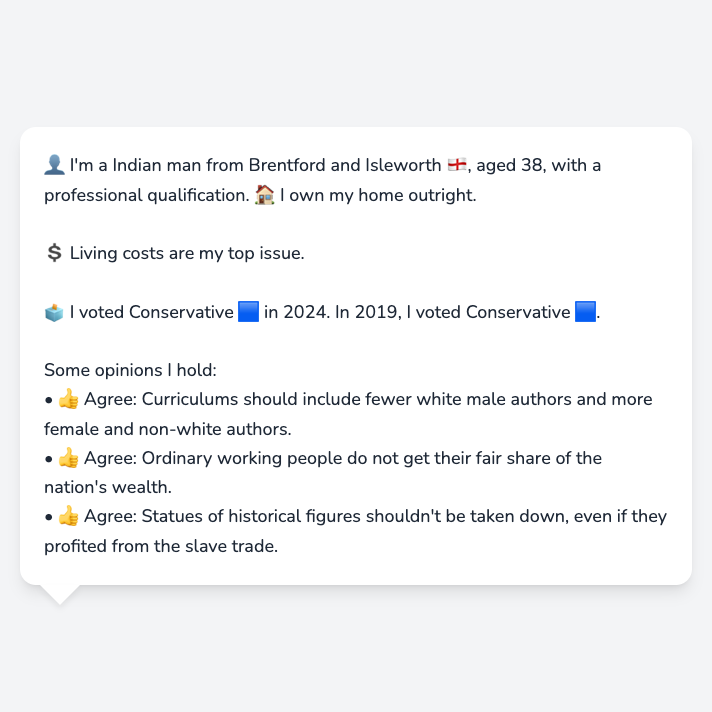 👤 I'm a Indian man from Brentford and Isleworth 🏴󠁧󠁢󠁥󠁮󠁧󠁿, aged 38, with a
professional qualification. 🏠 I own my home outright.
💲 Living costs are my top issue.
🗳️ I voted Conservative 🟦 in 2024. In 2019, I voted Conservative 🟦.
Some opinions I hold:
• 👍 Agree: Curriculums should include fewer white male authors and more
female and non-white authors.
• 👍 Agree: Ordinary working people do not get their fair share of the
nation's wealth.
• 👍 Agree: Statues of historical figures shouldn't be taken down, even if they
profited from the slave trade.